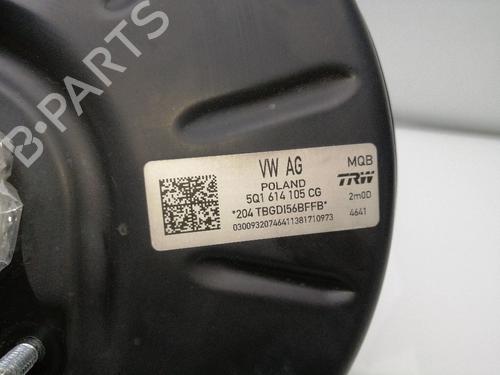 B-PARTS
VW AG
MQB
POLAND
TRW
5Q1 614 105 CG
2m0D
*204 TBGDI56BFFB*
4641
03009320746411381710973